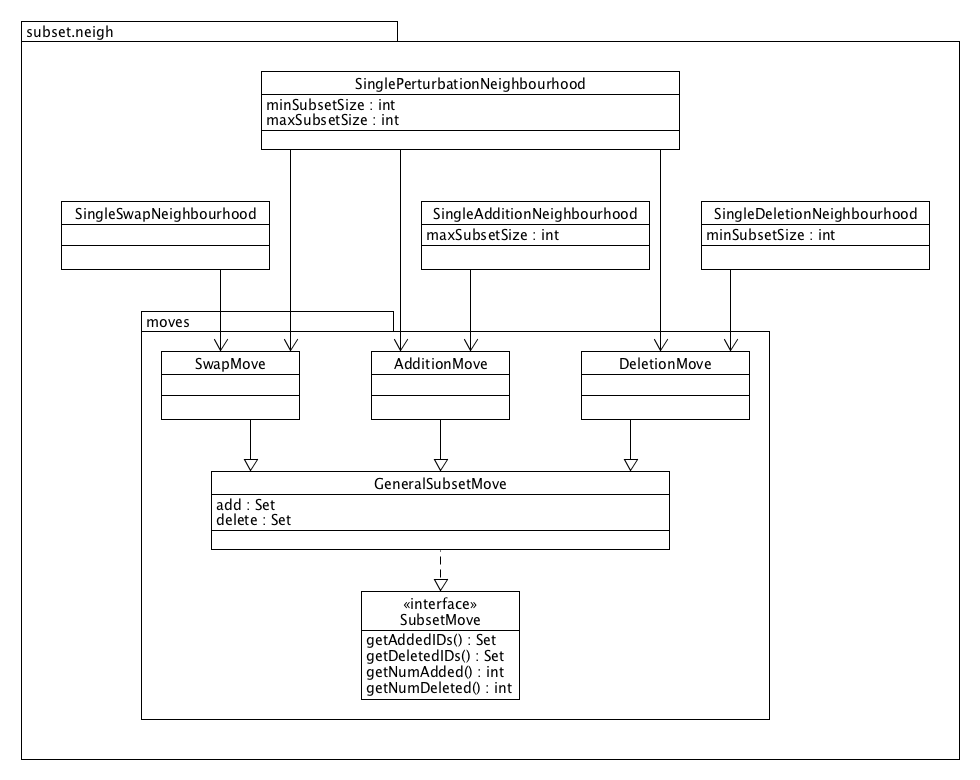 subset.neigh
SinglePerturbationNeighbourhood
minSubsetSize : int
maxSubsetSize : int
SingleSwapNeighbourhood
SingleAdditionNeighbourhood
maxSubsetSize : int
SingleDeletionNeighbourhood
minSubsetSize : int
moves
SwapMove
AdditionMove
DeletionMove
GeneralSubsetMove
add : Set
delete : Set
«interface»
SubsetMove
getAddedIDs() : Set
getDeletedIDs() : Set
getNumAdded() : int
getNumDeleted() : int